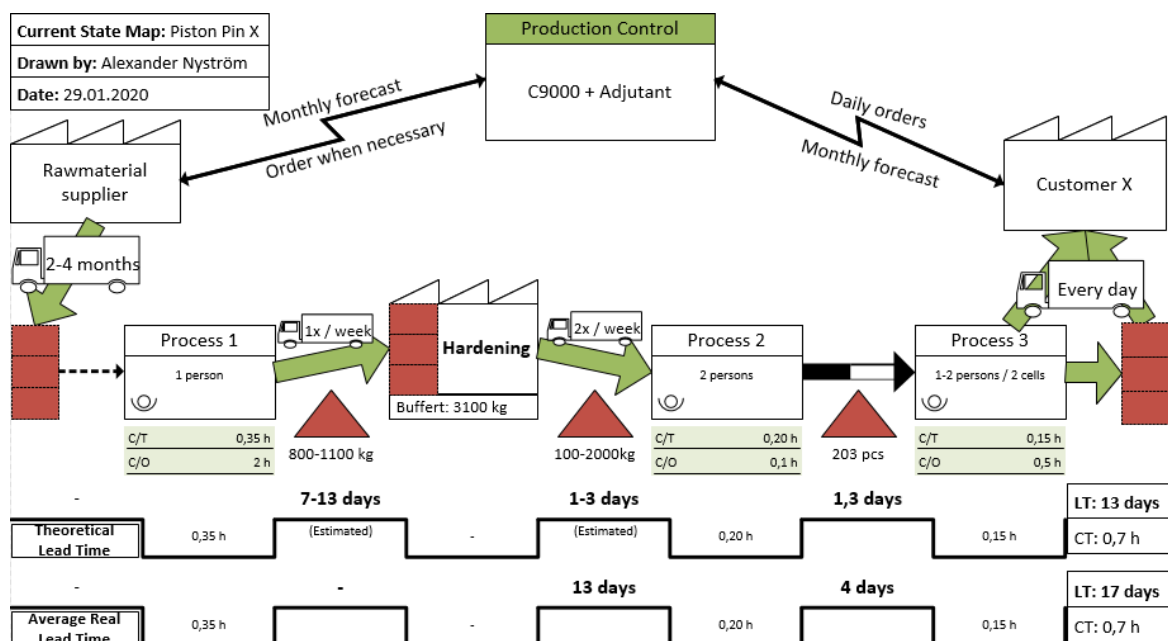 Current State Map: Piston Pin X
Drawn by: Alexander Nyström
Date: 29.01.2020
Production Control
C9000 + Adjutant
Monthly forecast
Order when necessary
Daily orders
Monthly forecast
Rawmaterial
supplier
Customer X
2-4 months
Every day
Process 1
1 person
1x / week
Hardening
Buffert: 3100 kg
2x / week
Process 2
2 persons
Process 3
1-2 persons / 2 cells
C/T 0,35 h
C/O 2 h
800-1100 kg
100-2000kg
C/T 0,20 h
C/O 0,1 h
203 pcs
C/T 0,15 h
C/O 0,5 h
- 7-13 days 1-3 days 1,3 days
LT: 13 days
Theoretical
Lead Time
0,35 h (Estimated) - (Estimated) 0,20 h 0,15 h
CT: 0,7 h
- - 13 days 4 days
LT: 17 days
Average Real
Lead Time
0,35 h - 0,20 h 0,15 h
CT: 0,7 h